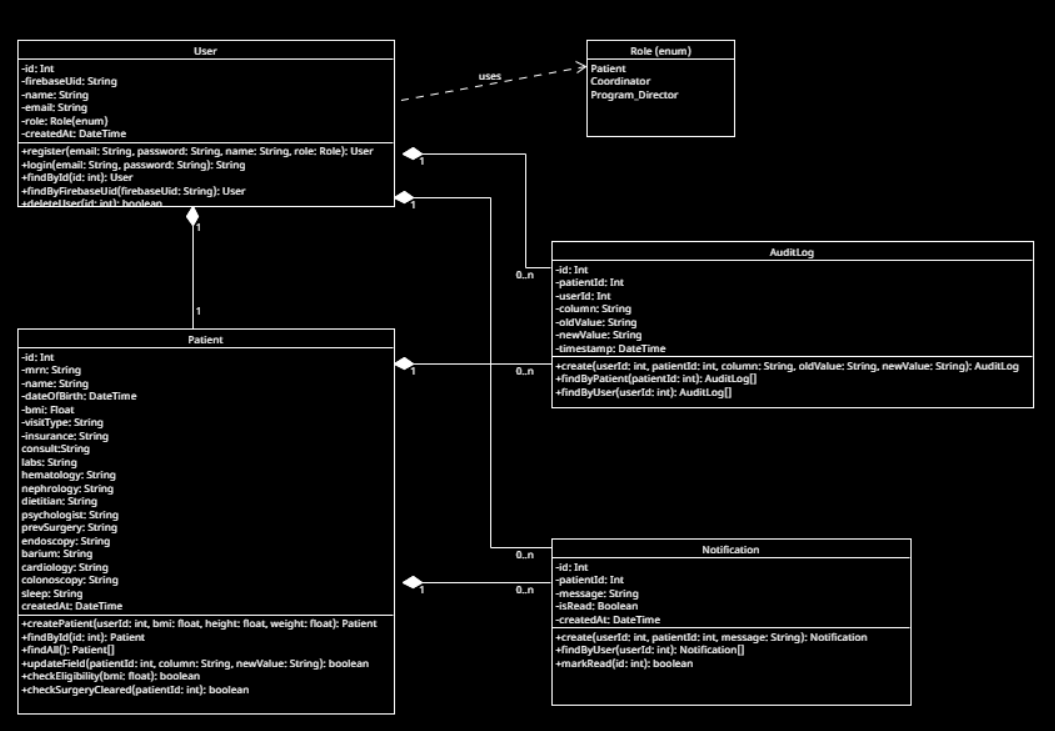 User
-id: Int
-firebaseUid: String
-name: String
-email: String
-role: Role(enum)
-createdAt: DateTime
+register(email: String, password: String, name: String, role: Role): User
+login(email: String, password: String): String
+findById(id: int): User
+findByFirebaseUid(firebaseUid: String): User
+deleteUser(id: int): boolean
uses
Role (enum)
Patient
Coordinator
Program_Director
1
1
1
1
0..n
AuditLog
-id: Int
-patientId: Int
-userId: Int
-column: String
-oldValue: String
-newValue: String
-timestamp: DateTime
+create(userId: int, patientId: int, column: String, oldValue: String, newValue: String): AuditLog
+findByPatient(patientId: int): AuditLog[]
+findByUser(userId: int): AuditLog[]
Patient
-id: Int
-mrn: String
-name: String
-dateOfBirth: DateTime
-bmi: Float
-visitType: String
-insurance: String
consult:String
labs: String
hematology: String
nephrology: String
dietitian: String
psychologist: String
prevSurgery: String
endoscopy: String
barium: String
cardiology: String
colonoscopy: String
sleep: String
createdAt: DateTime
+createPatient(userId: int, bmi: float, height: float, weight: float): Patient
+findById(id: int): Patient
+findAll(): Patient[]
+updateField(patientId: int, column: String, newValue: String): boolean
+checkEligibility(bmi: float): boolean
+checkSurgeryCleared(patientId: int): boolean
1
0..n
0..n
1
0..n
Notification
-id: Int
-patientId: Int
-message: String
-isRead: Boolean
-createdAt: DateTime
+create(userId: int, patientId: int, message: String): Notification
+findByUser(userId: int): Notification[]
+markRead(id: int): boolean